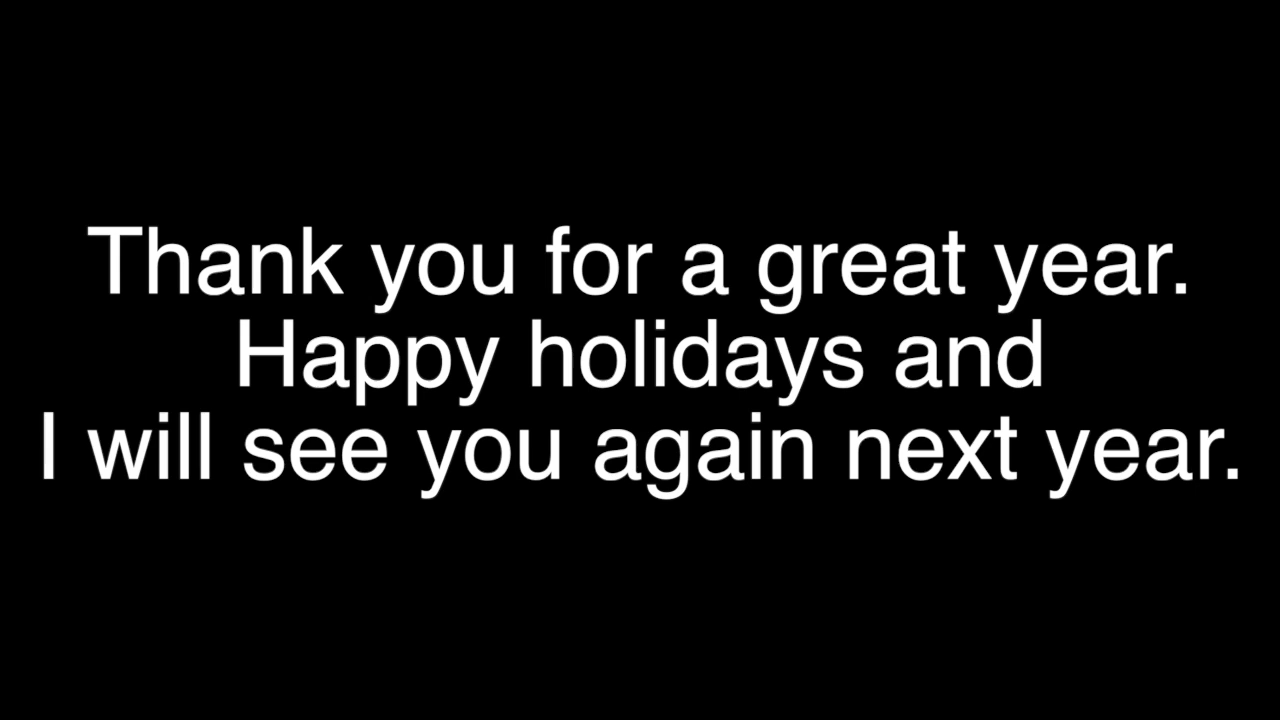 Thank you for a great year.
Happy holidays and
I will see you again next year.